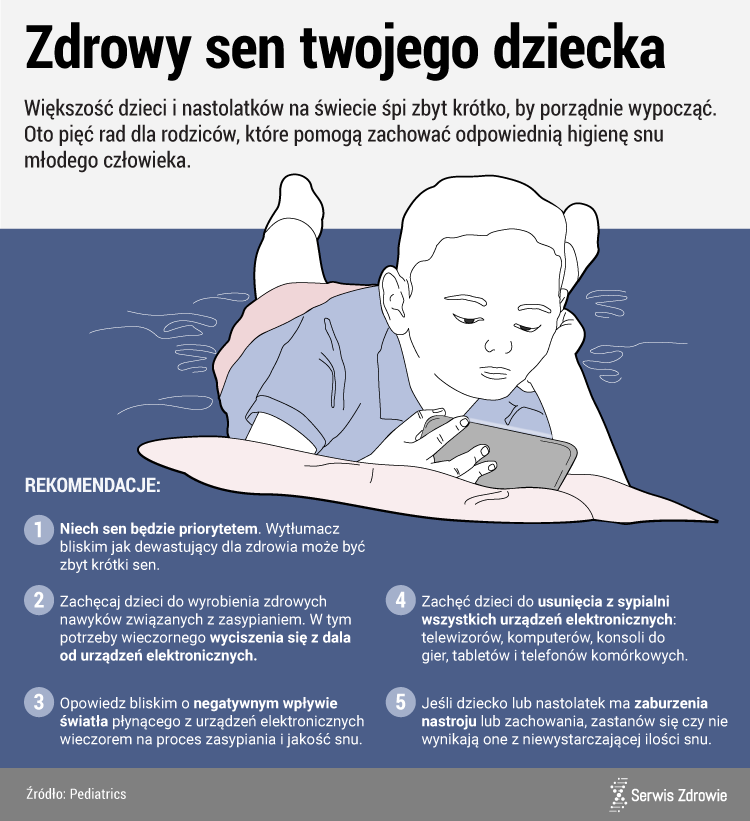 Zdrowy sen twojego dziecka
Większość dzieci i nastolatków na świecie śpi zbyt krótko, by porządnie wypocząć.
Oto pięć rad dla rodziców, które pomogą zachować odpowiednią higienę snu
młodego człowieka.
REKOMENDACJE:
1 Niech sen będzie priorytetem. Wytłumacz
bliskim jak dewastujący dla zdrowia może być
zbyt krótki sen.
2 Zachęcaj dzieci do wyrobienia zdrowych
nawyków związanych z zasypianiem. W tym
potrzeby wieczornego wyciszenia się z dala
od urządzeń elektronicznych.
3 Opowiedz bliskim o negatywnym wpływie
światła płynącego z urządzeń elektronicznych
wieczorem na proces zasypiania i jakość snu.
4 Zachęć dzieci do usunięcia z sypialni
wszystkich urządzeń elektronicznych:
telewizorów, komputerów, konsoli do
gier, tabletów i telefonów komórkowych.
5 Jeśli dziecko lub nastolatek ma zaburzenia
nastroju lub zachowania, zastanów się czy nie
wynikają one z niewystarczającej ilości snu.
Źródło: Pediatrics
Serwis Zdrowie